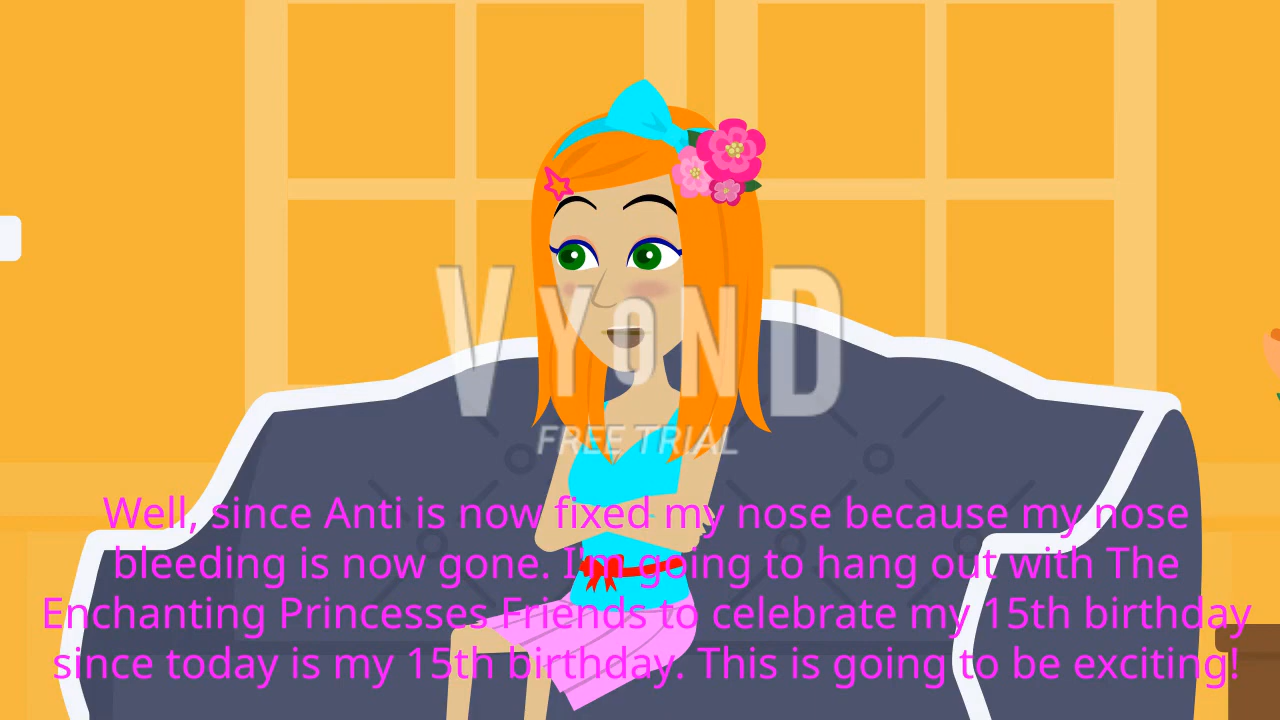 VYOND
FREE TRIAL
Well, since Anti is now fixed my nose because my nose
bleeding is now gone. I'm going to hang out with The
Enchanting Princesses Friends to celebrate my 15th birthday
since today is my 15th birthday. This is going to be exciting!